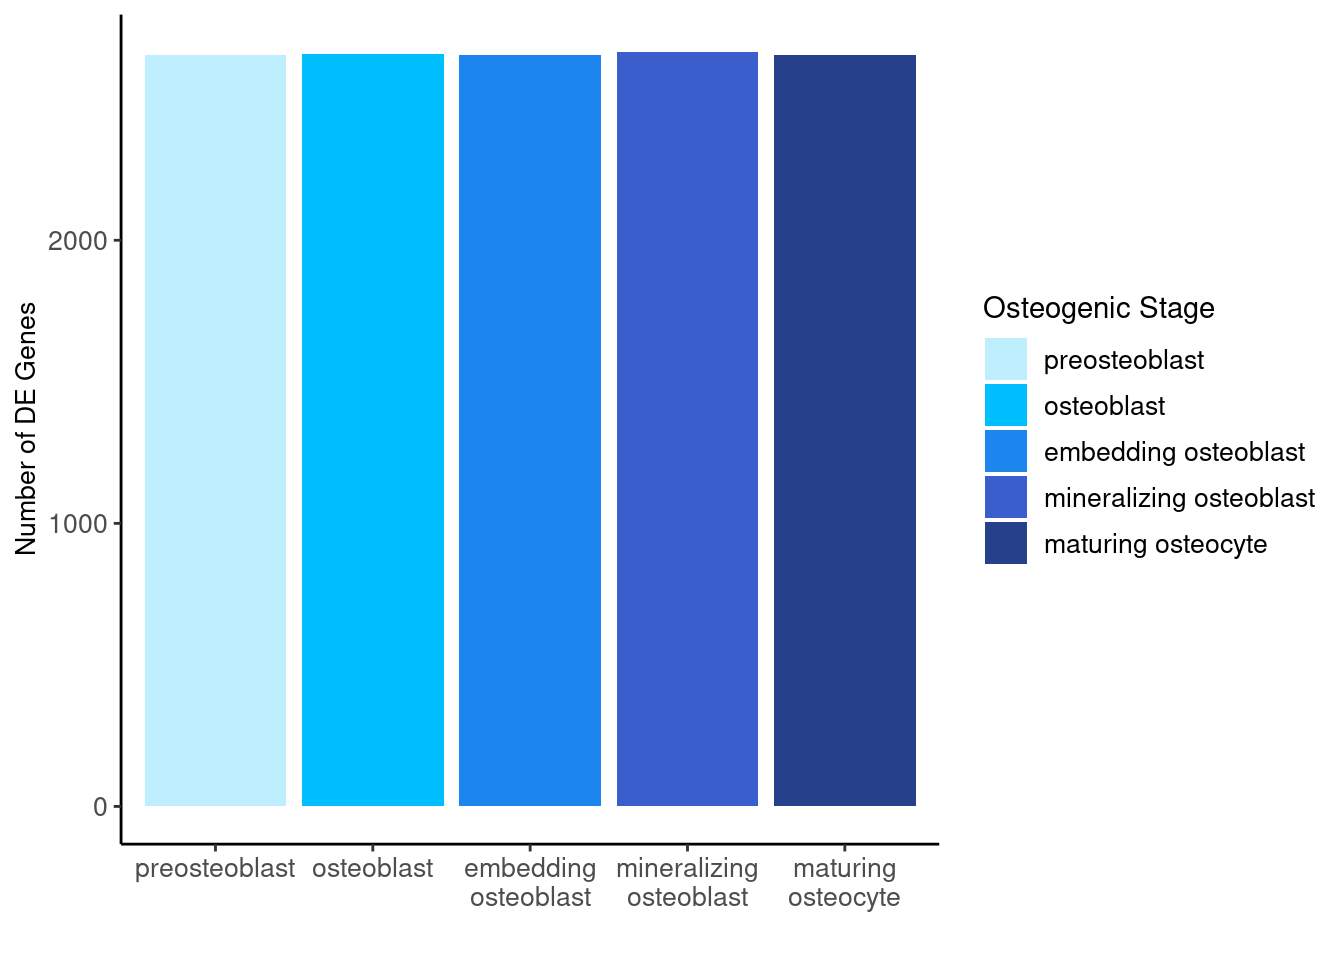 Number of DE Genes
2000
1000
0
preosteoblast
osteoblast
embedding
osteoblast
mineralizing
osteoblast
maturing
osteocyte
Osteogenic Stage
preosteoblast
osteoblast
embedding osteoblast
mineralizing osteoblast
maturing osteocyte